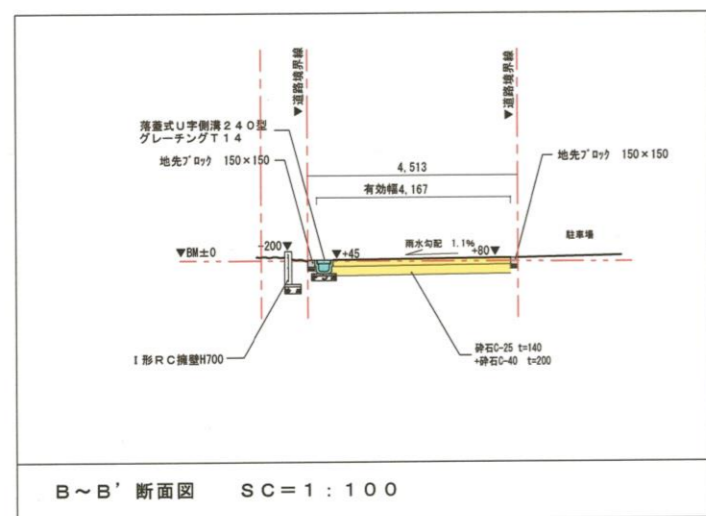 ▼道路境界線
▼道路境界線
落蓋式U字側溝240型
グレーチングT14
地先ブロック 150×150
地先ブロック 150×150
4,513
有効幅4,167
-200▼
▼+45
雨水勾配 1.1%
+80▼
駐車場
▼BM±0
I形RC擁壁H700
砕石C-25 t=140
+砕石C-40 t=200
B～B’断面図 SC=1:100